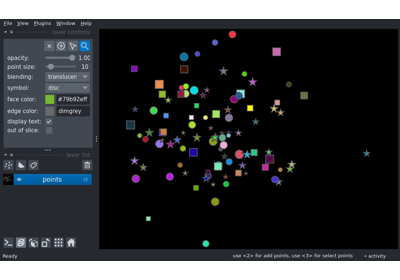 File View Plugins Window Help
layer controls
opacity: 1.00
point size: 10
blending: translucen
symbol: disc
face color: #79b92eff
edge color: dimgrey
display text:
out of slice:
layer list
points
Ready use <2> for add points, use <3> for select points activity